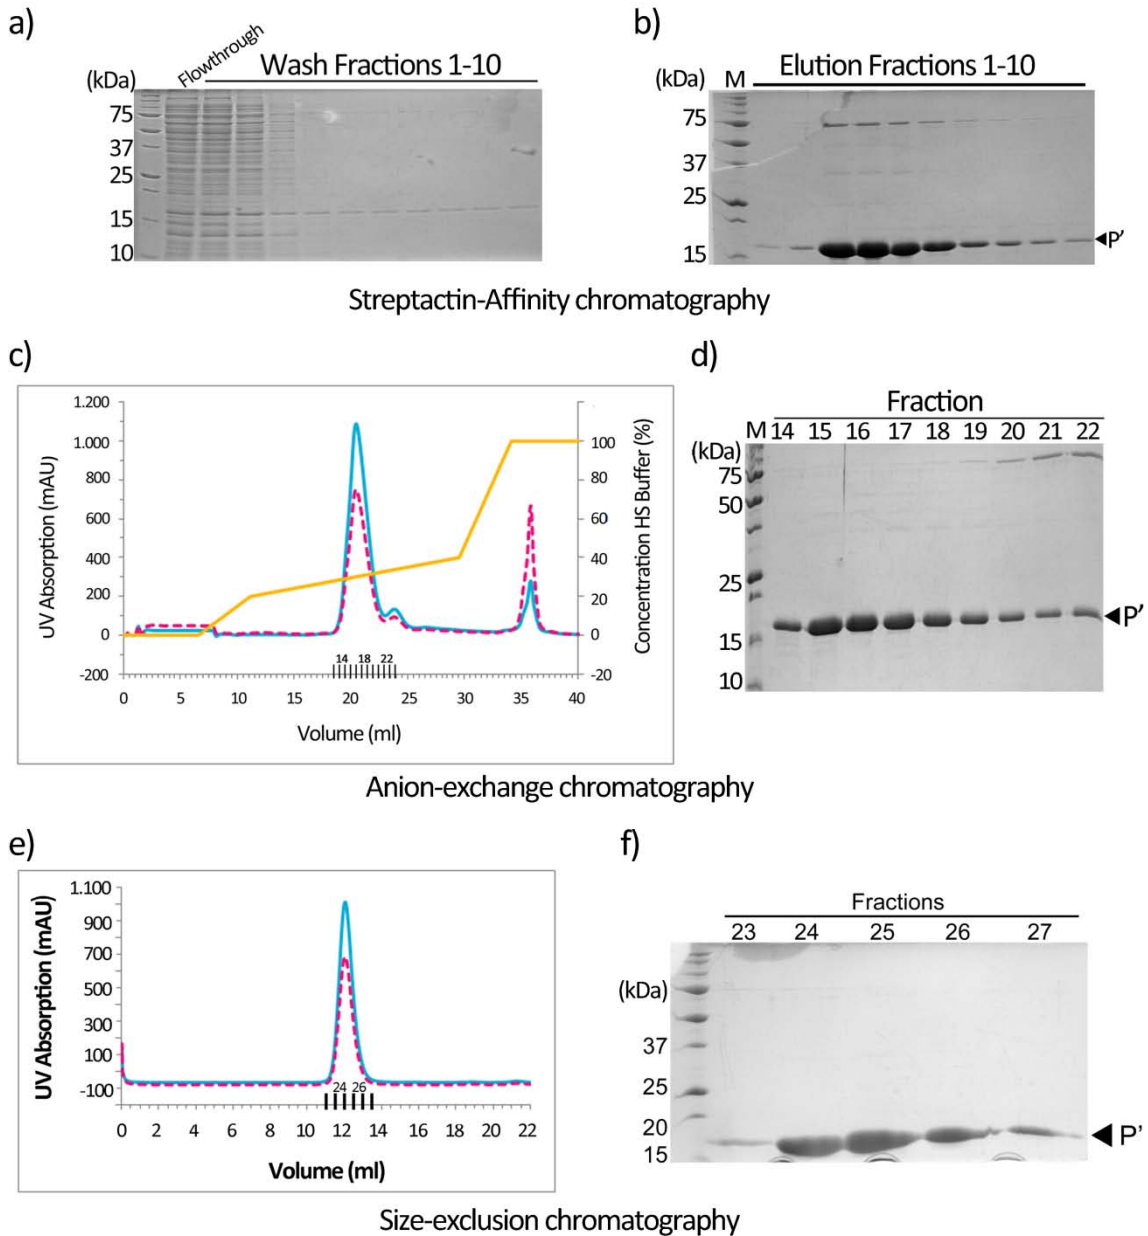 a)
Flowthrough
Wash Fractions 1-10
(kDa)
75
37
25
15
10
b)
M
Elution Fractions 1-10
75
37
25
15
◄P'
Streptactin-Affinity chromatography
c)
1.200
1.000
800
600
400
200
0
-200
UV Absorption (mAU)
100
80
60
40
20
0
-20
Concentration HS Buffer (%)
14 18 22
0 5 10 15 20 25 30 35 40
Volume (ml)
d)
Fraction
M 14 15 16 17 18 19 20 21 22
(kDa)
75
50
25
15
10
◄P'
Anion-exchange chromatography
e)
1.100
900
700
500
300
100
-100
UV Absorption (mAU)
24 26
0 2 4 6 8 10 12 14 16 18 20 22
Volume (ml)
f)
Fractions
23 24 25 26 27
(kDa)
37
25
20
15
◄P'
Size-exclusion chromatography